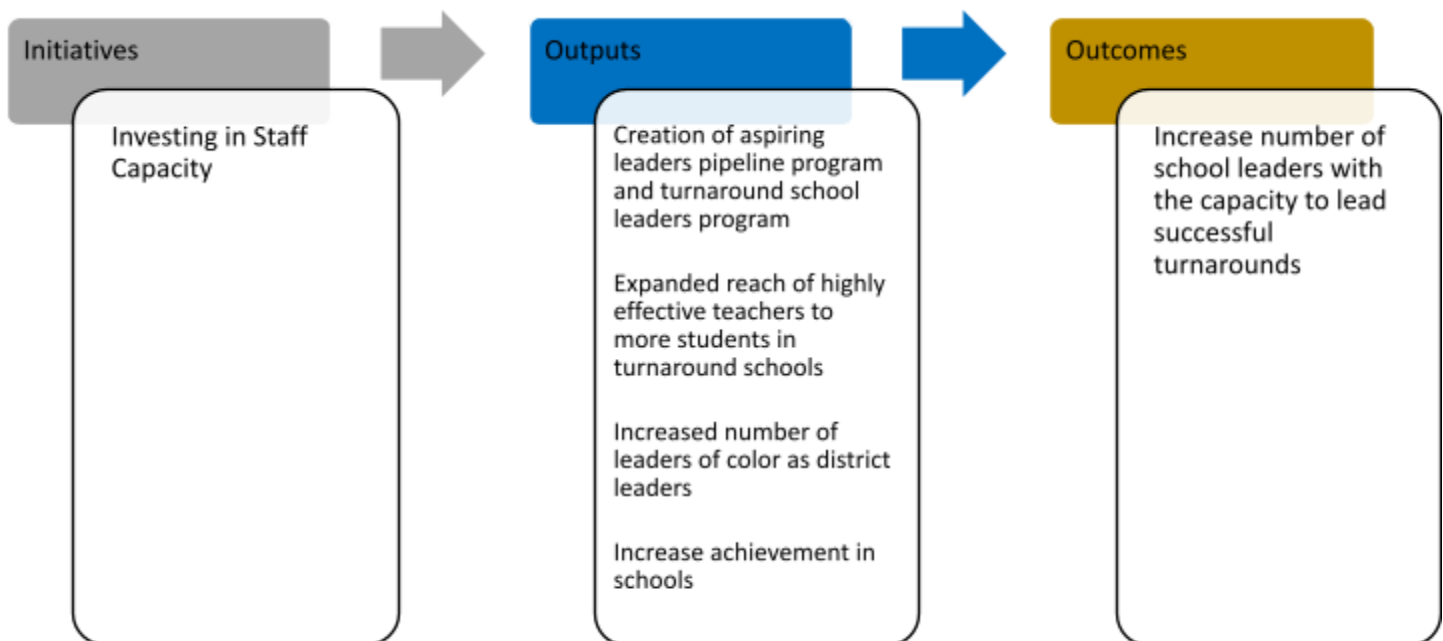 Initiatives
Investing in Staff
Capacity
Outputs
Creation of aspiring
leaders pipeline program
and turnaround school
leaders program
Expanded reach of highly
effective teachers to
more students in
turnaround schools
Increased number of
leaders of color as district
leaders
Increase achievement in
schools
Outcomes
Increase number of
school leaders with
the capacity to lead
successful
turnarounds